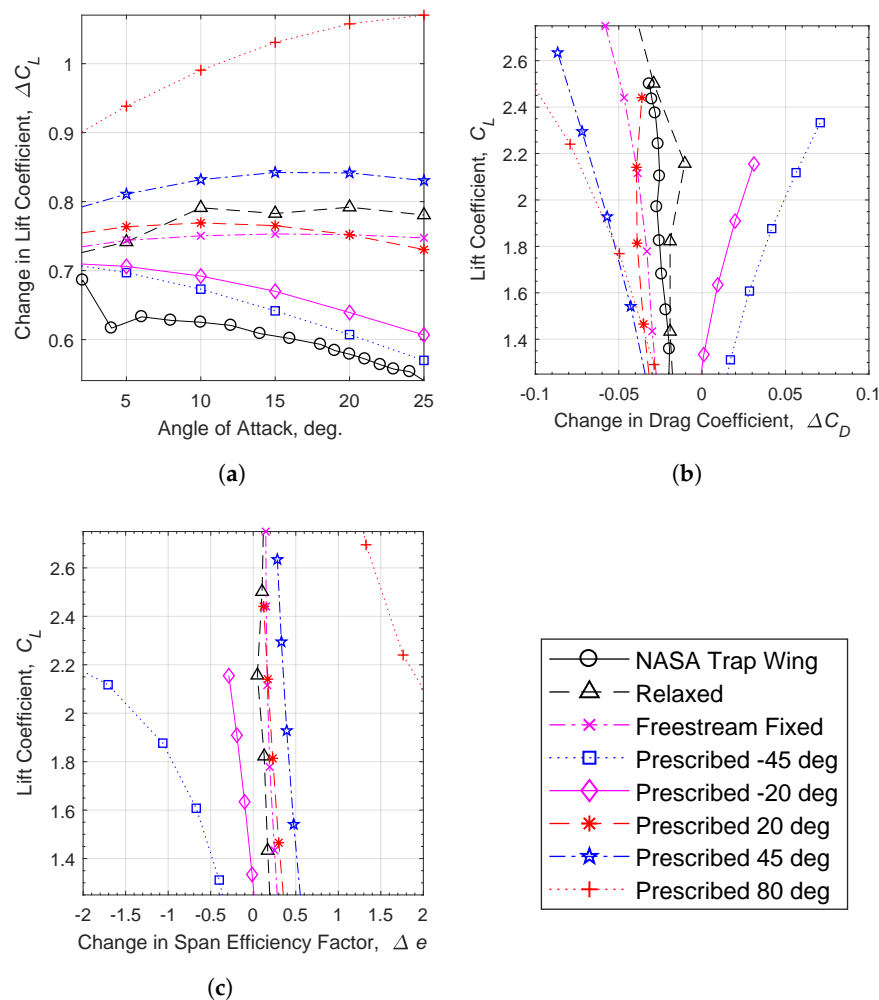 1
0.9
0.8
0.7
0.6
Change in Lift Coefficient, ΔC_L
5 10 15 20 25
Angle of Attack, deg.
(a)
2.6
2.4
2.2
2
1.8
1.6
1.4
Lift Coefficient, C_L
-0.1 -0.05 0 0.05 0.1
Change in Drag Coefficient, ΔC_D
(b)
2.6
2.4
2.2
2
1.8
1.6
1.4
Lift Coefficient, C_L
-2 -1.5 -1 -0.5 0 0.5 1 1.5 2
Change in Span Efficiency Factor, Δ e
(c)
NASA Trap Wing
Relaxed
Freestream Fixed
Prescribed -45 deg
Prescribed -20 deg
Prescribed 20 deg
Prescribed 45 deg
Prescribed 80 deg